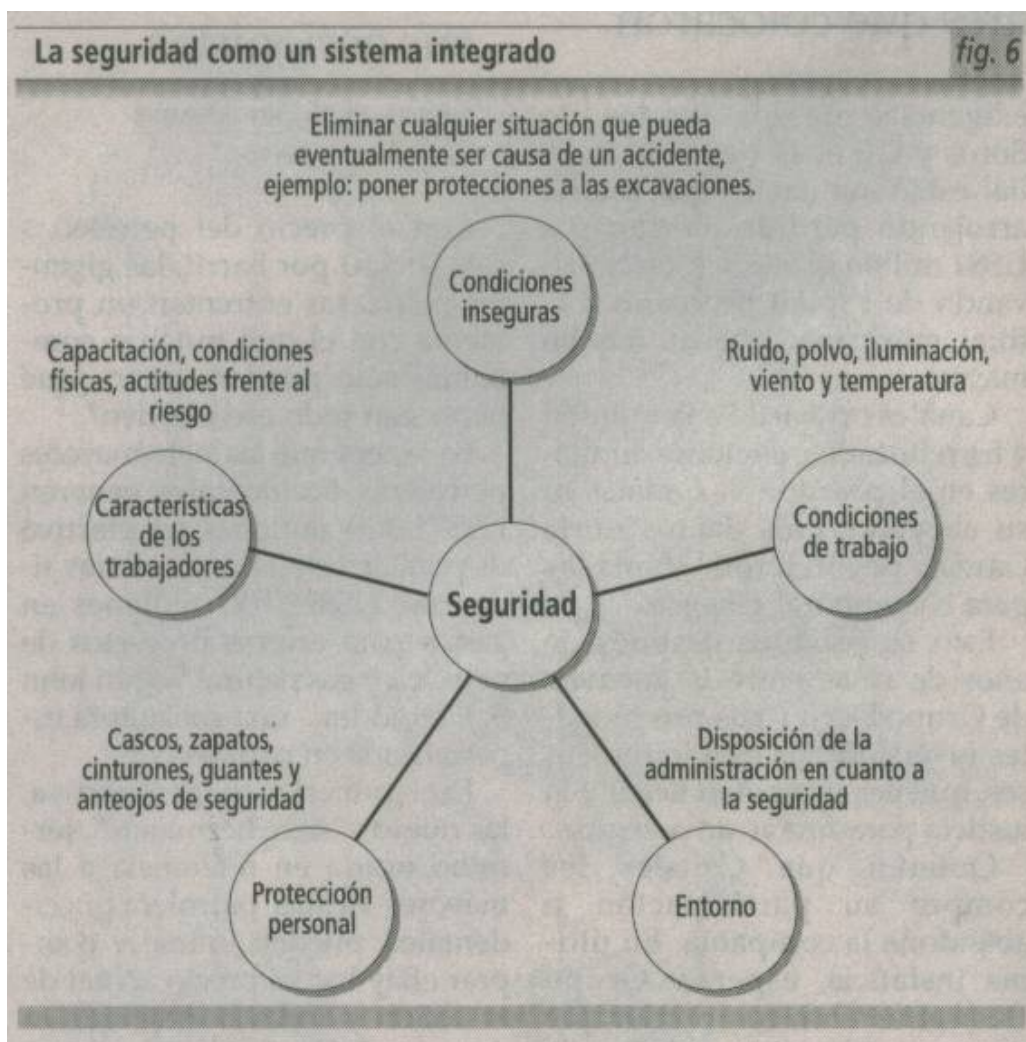 La seguridad como un sistema integrado
fig. 6
Eliminar cualquier situación que pueda
eventualmente ser causa de un accidente,
ejemplo: poner protecciones a las excavaciones.
Condiciones
inseguras
Capacitación, condiciones
físicas, actitudes frente al
riesgo
Ruido, polvo, iluminación,
viento y temperatura
Características
de los
trabajadores
Condiciones
de trabajo
Seguridad
Cascos, zapatos,
cinturones, guantes y
anteojos de seguridad
Disposición de la
administración en cuanto a
la seguridad
Proteccioón
personal
Entorno